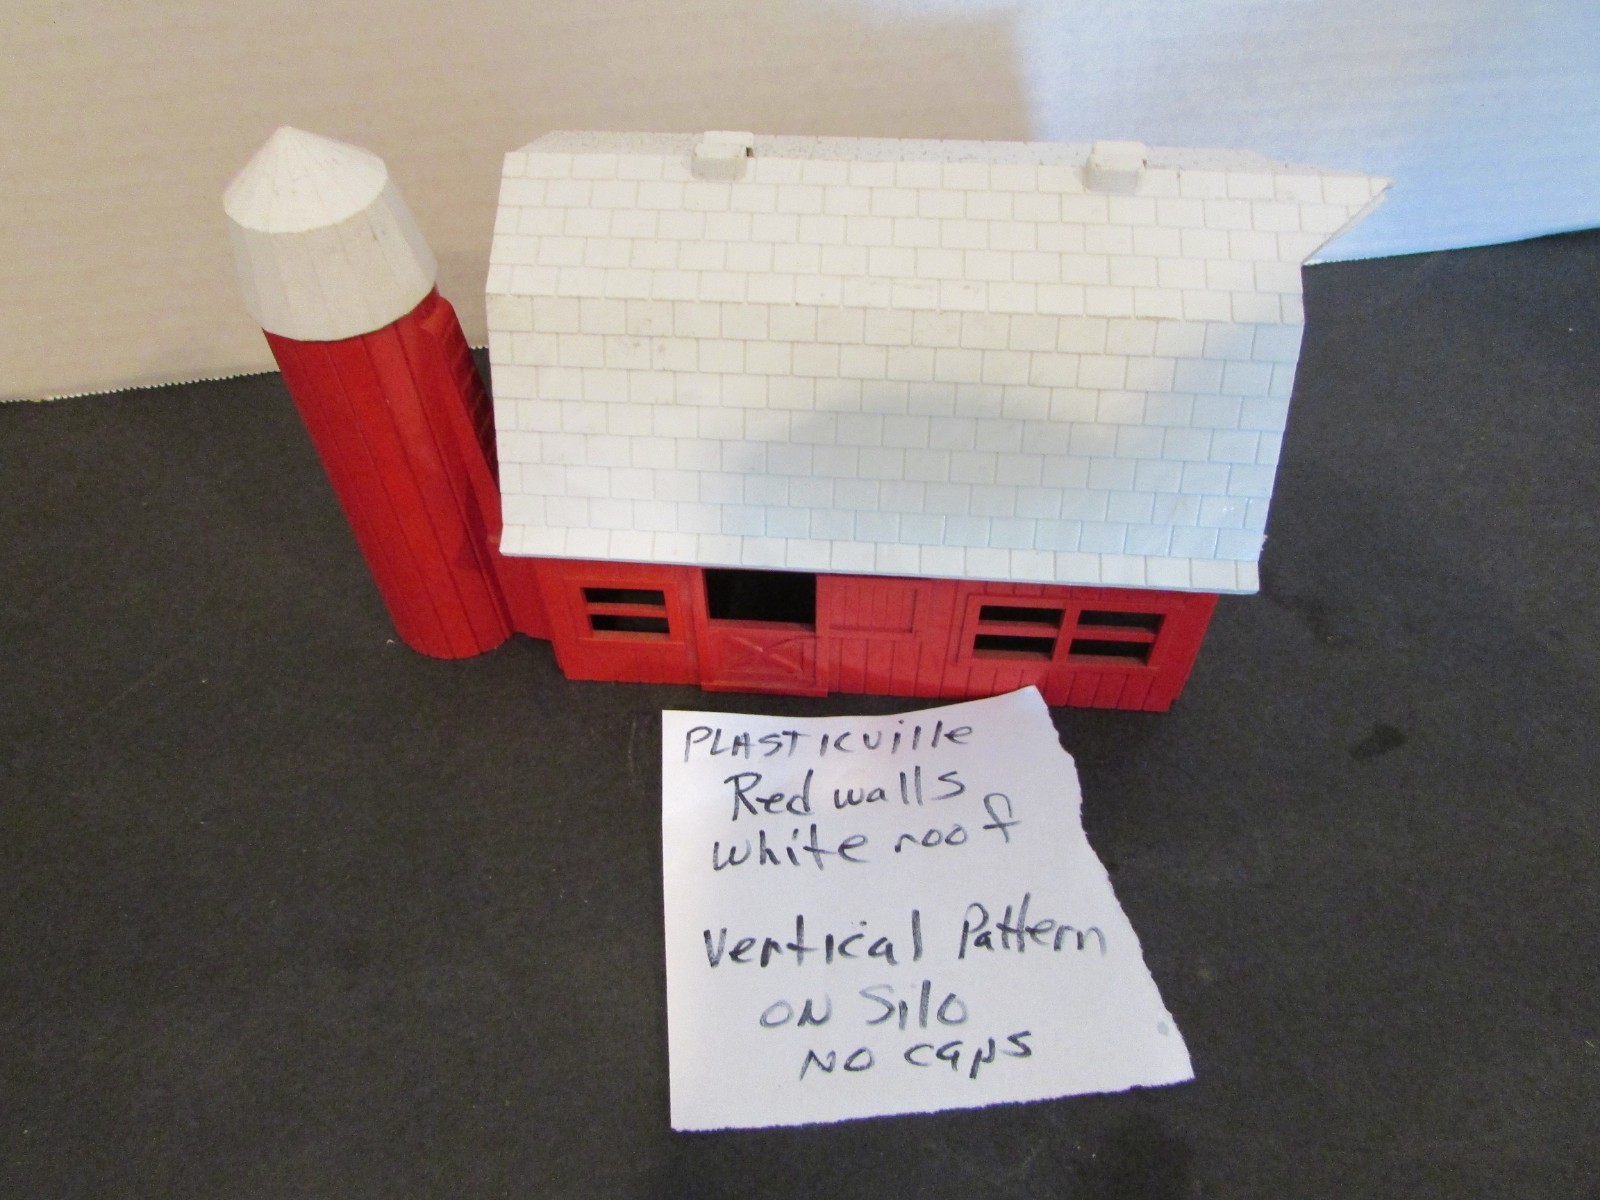 PLASTICville
Red walls
white roof
Vertical Pattern
ON Silo
NO caps